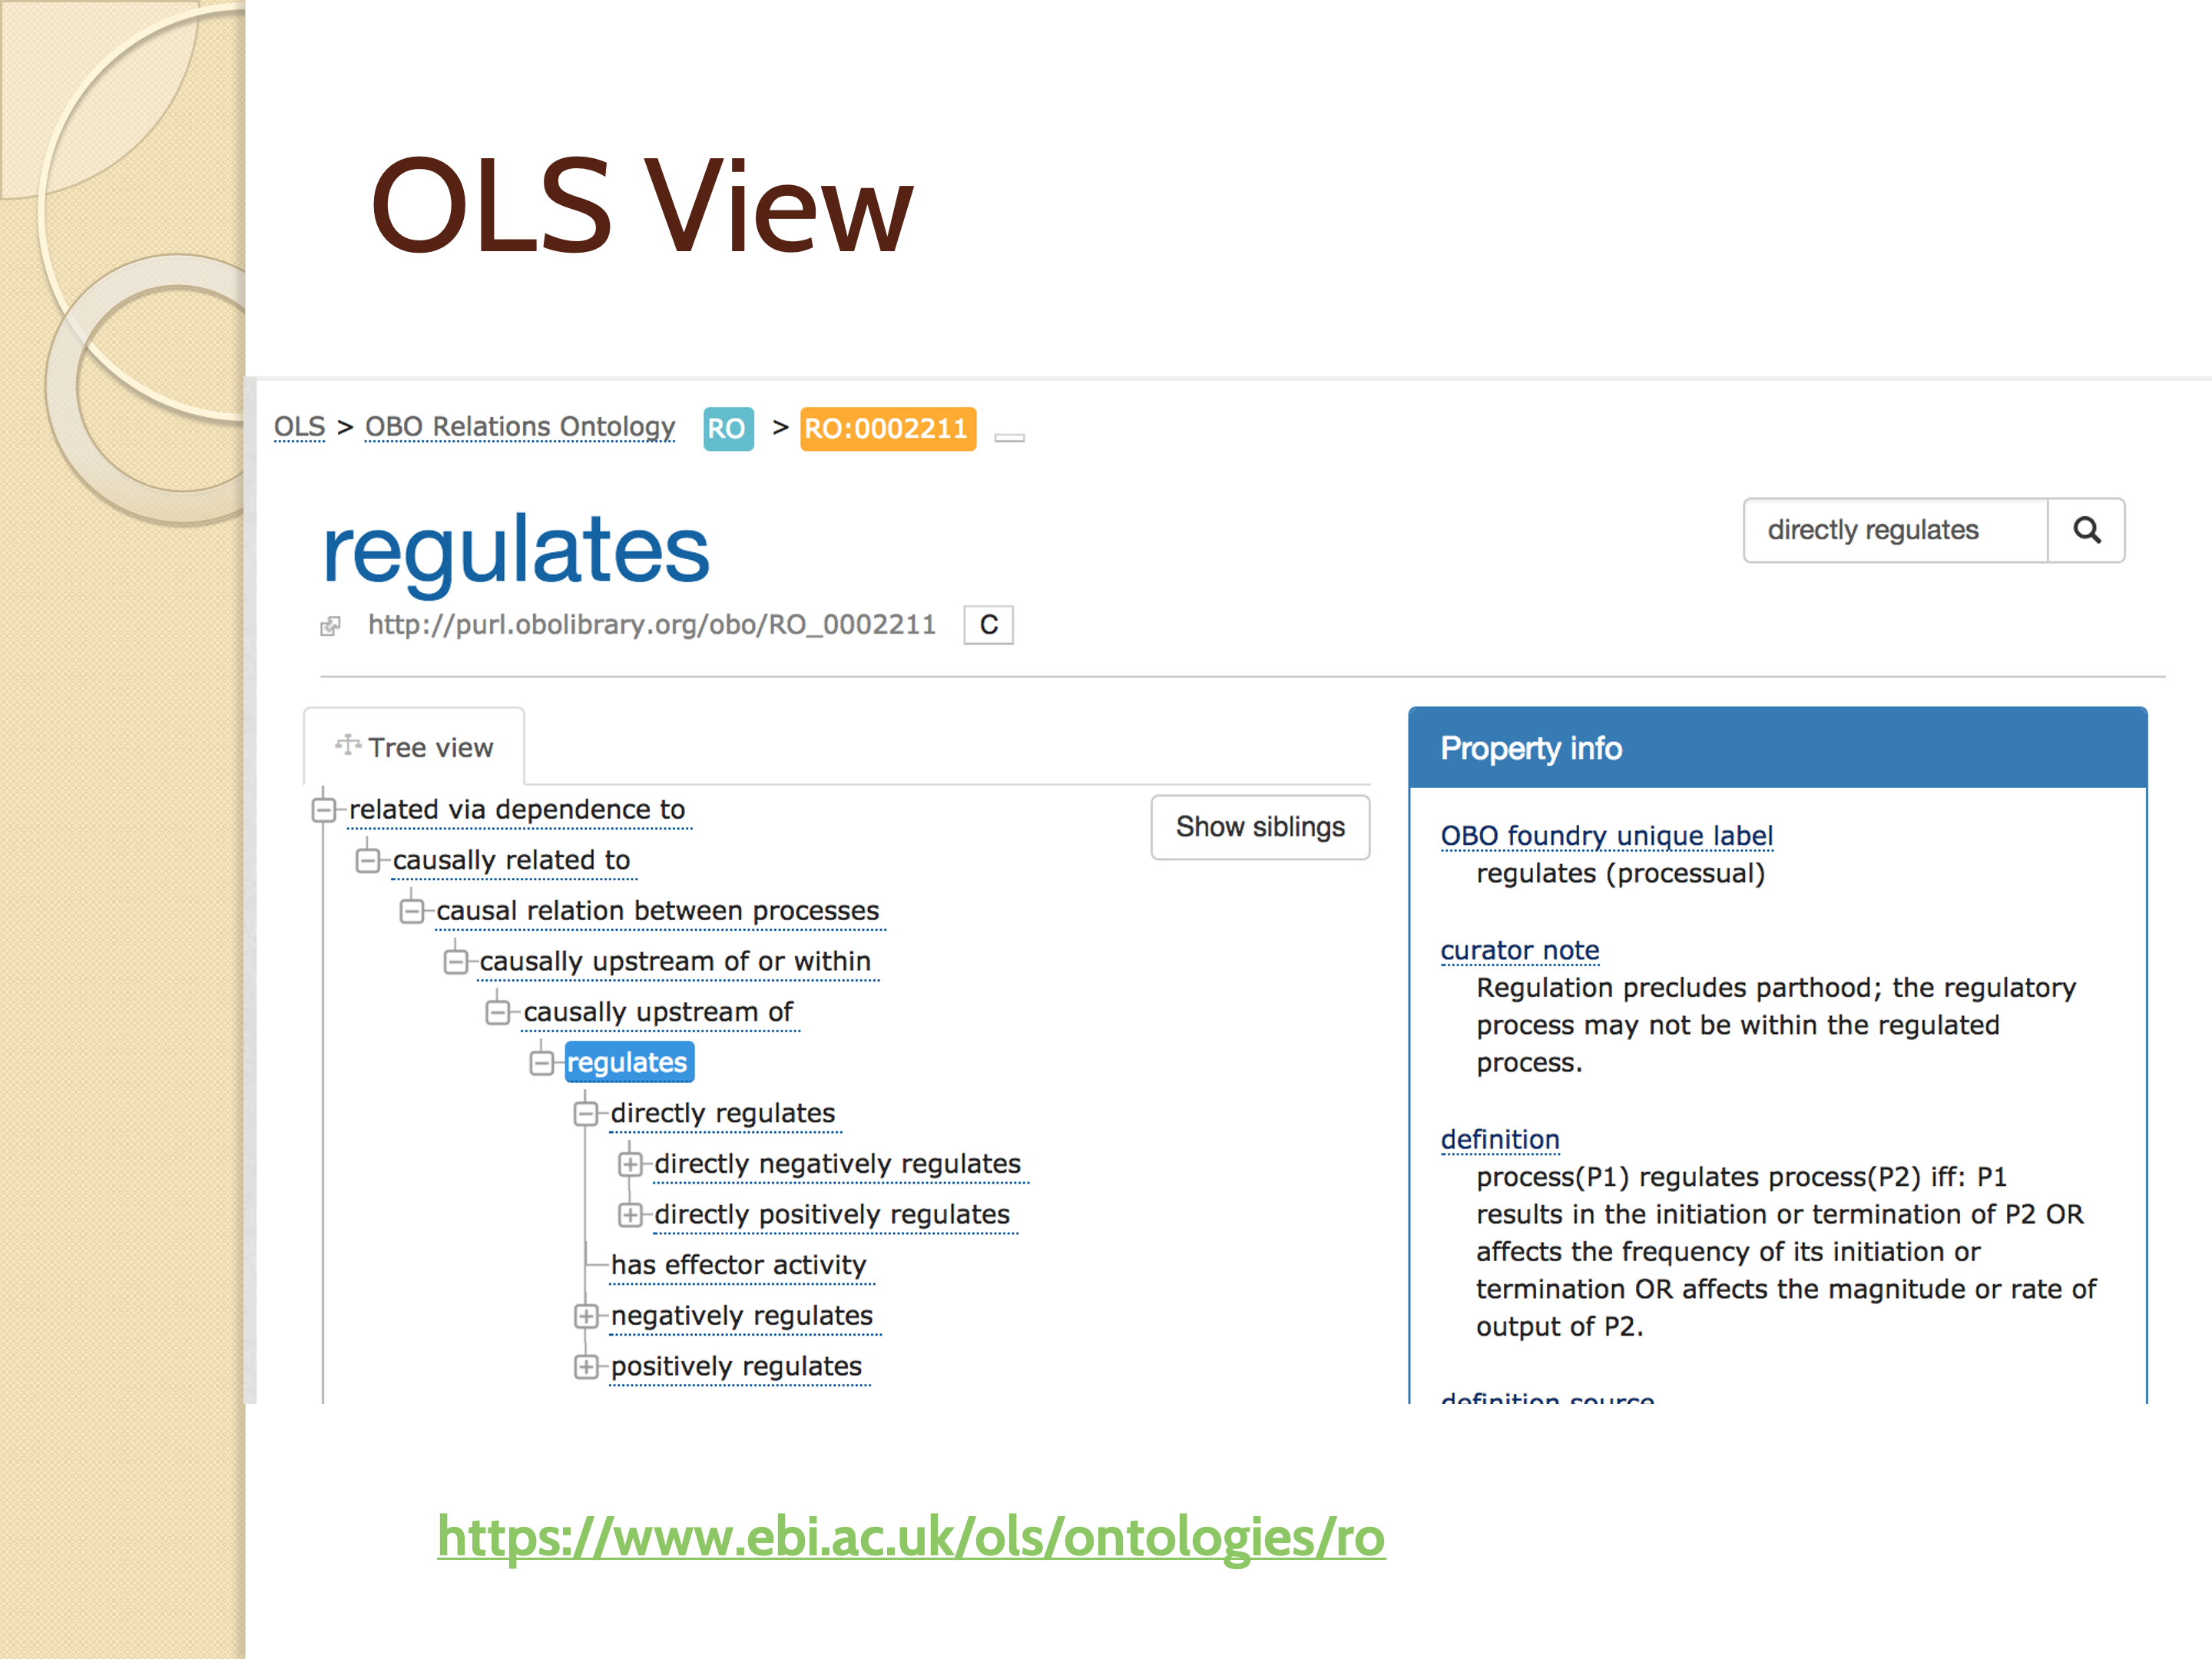 OLS View
OLS > OBO Relations Ontology RO > RO:0002211
regulates
directly regulates
http://purl.obolibrary.org/obo/RO_0002211 C
Tree view
related via dependence to
Show siblings
causally related to
causal relation between processes
causally upstream of or within
causally upstream of
regulates
directly regulates
directly negatively regulates
directly positively regulates
has effector activity
negatively regulates
positively regulates
Property info
OBO foundry unique label
regulates (processual)
curator note
Regulation precludes parthood; the regulatory
process may not be within the regulated
process.
definition
process(P1) regulates process(P2) iff: P1
results in the initiation or termination of P2 OR
affects the frequency of its initiation or
termination OR affects the magnitude or rate of
output of P2.
definition source
https://www.ebi.ac.uk/ols/ontologies/ro